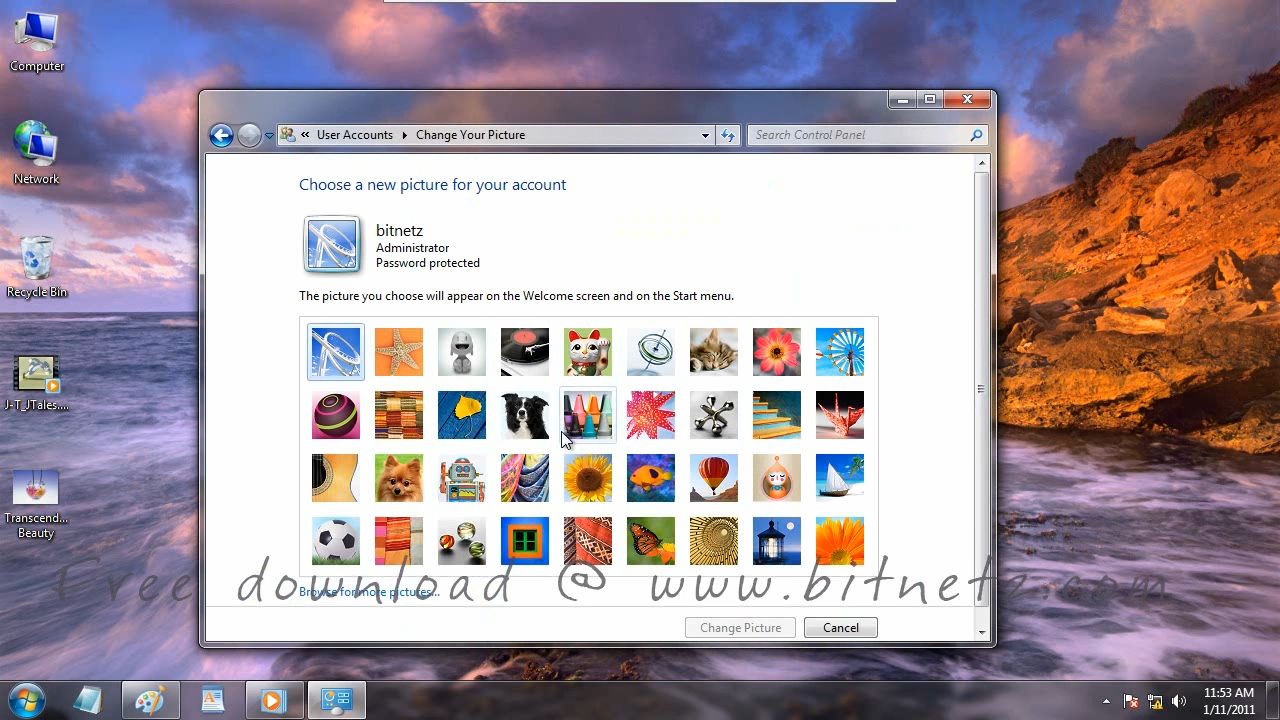 Computer
Network
Recycle Bin
J-T_JTales....
Transcend...
Beauty
« User Accounts Change Your Picture
Search Control Panel
Choose a new picture for your account
bitnetz
Administrator
Password protected
The picture you choose will appear on the Welcome screen and on the Start menu.
Browse for more pictures...
free download @ www.bitnetz.com
Change Picture
Cancel
11:53 AM
1/11/2011